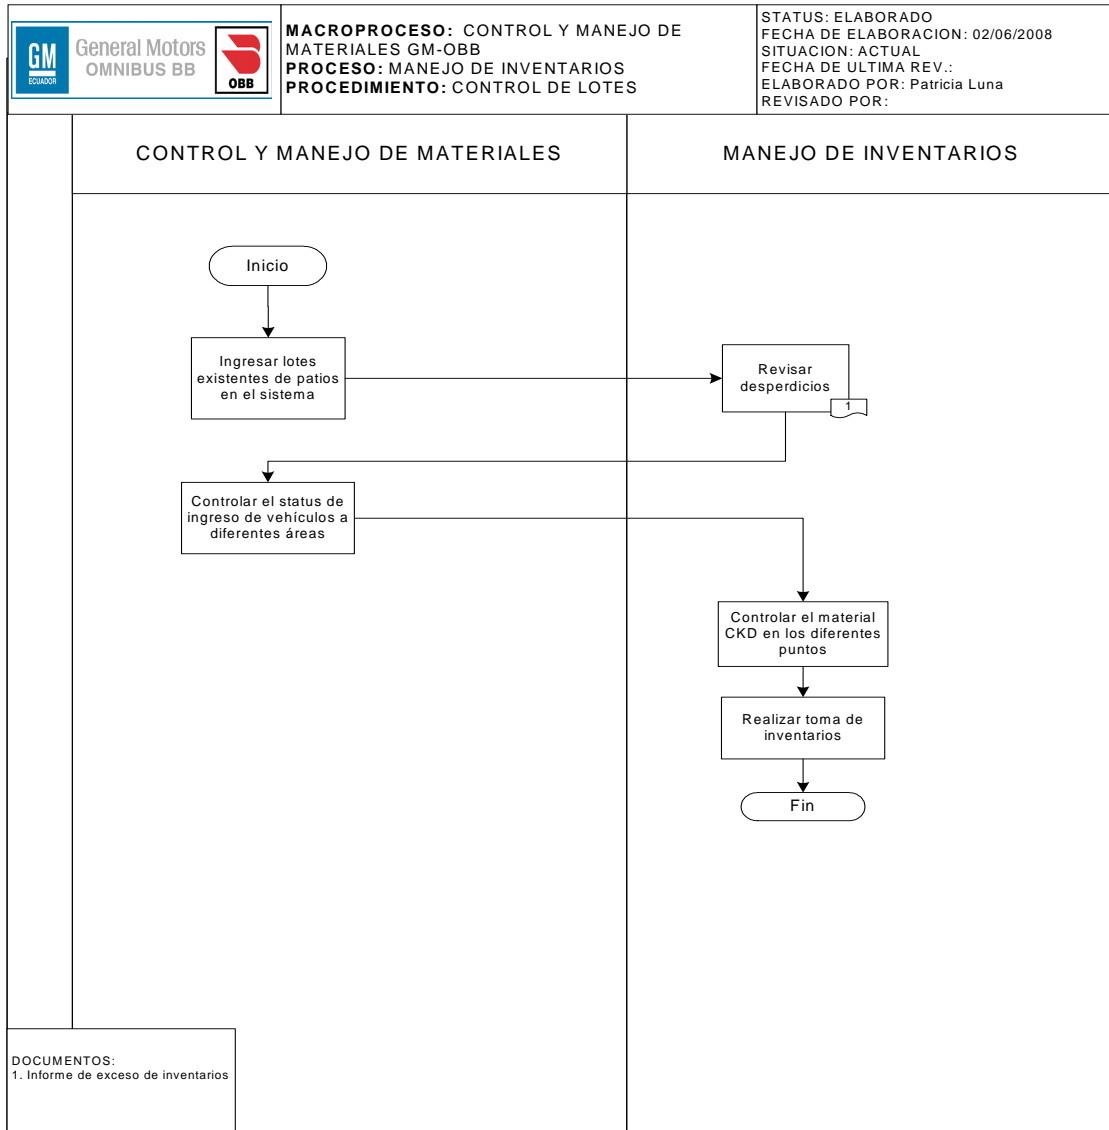 GM
ECUADOR
General Motors
OMNIBUS BB
OBB
MACROPROCESO: CONTROL Y MANEJO DE
MATERIALES GM-OBB
PROCESO: MANEJO DE INVENTARIOS
PROCEDIMIENTO: CONTROL DE LOTES
STATUS: ELABORADO
FECHA DE ELABORACION: 02/06/2008
SITUACION: ACTUAL
FECHA DE ULTIMA REV.:
ELABORADO POR: Patricia Luna
REVISADO POR:
CONTROL Y MANEJO DE MATERIALES
MANEJO DE INVENTARIOS
Inicio
Ingresar lotes
existentes de patios
en el sistema
Revisar
desperdicios
1
Controlar el status de
ingreso de vehículos a
diferentes áreas
Controlar el material
CKD en los diferentes
puntos
Realizar toma de
inventarios
Fin
DOCUMENTOS:
1. Informe de exceso de inventarios